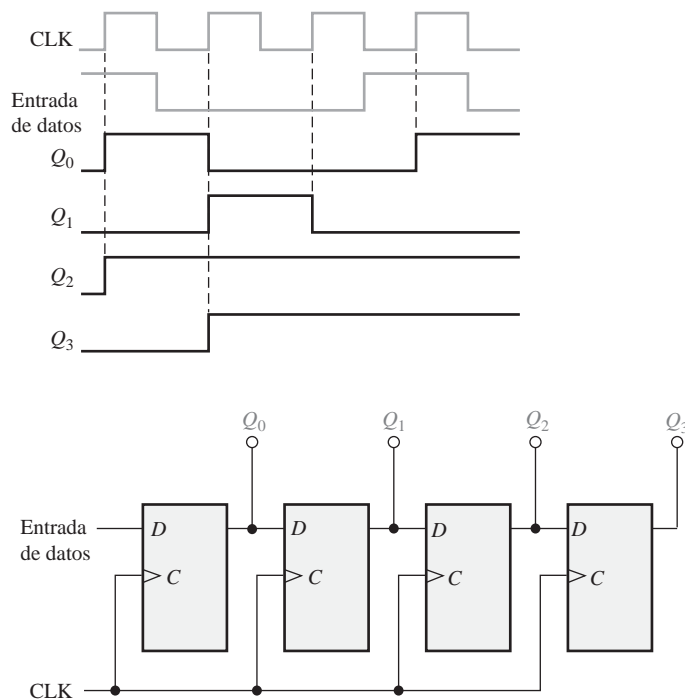 CLK
Entrada
de datos
Q0
Q1
Q2
Q3
Q0 Q1 Q2 Q3
Entrada
de datos
D D D D
C C C C
CLK